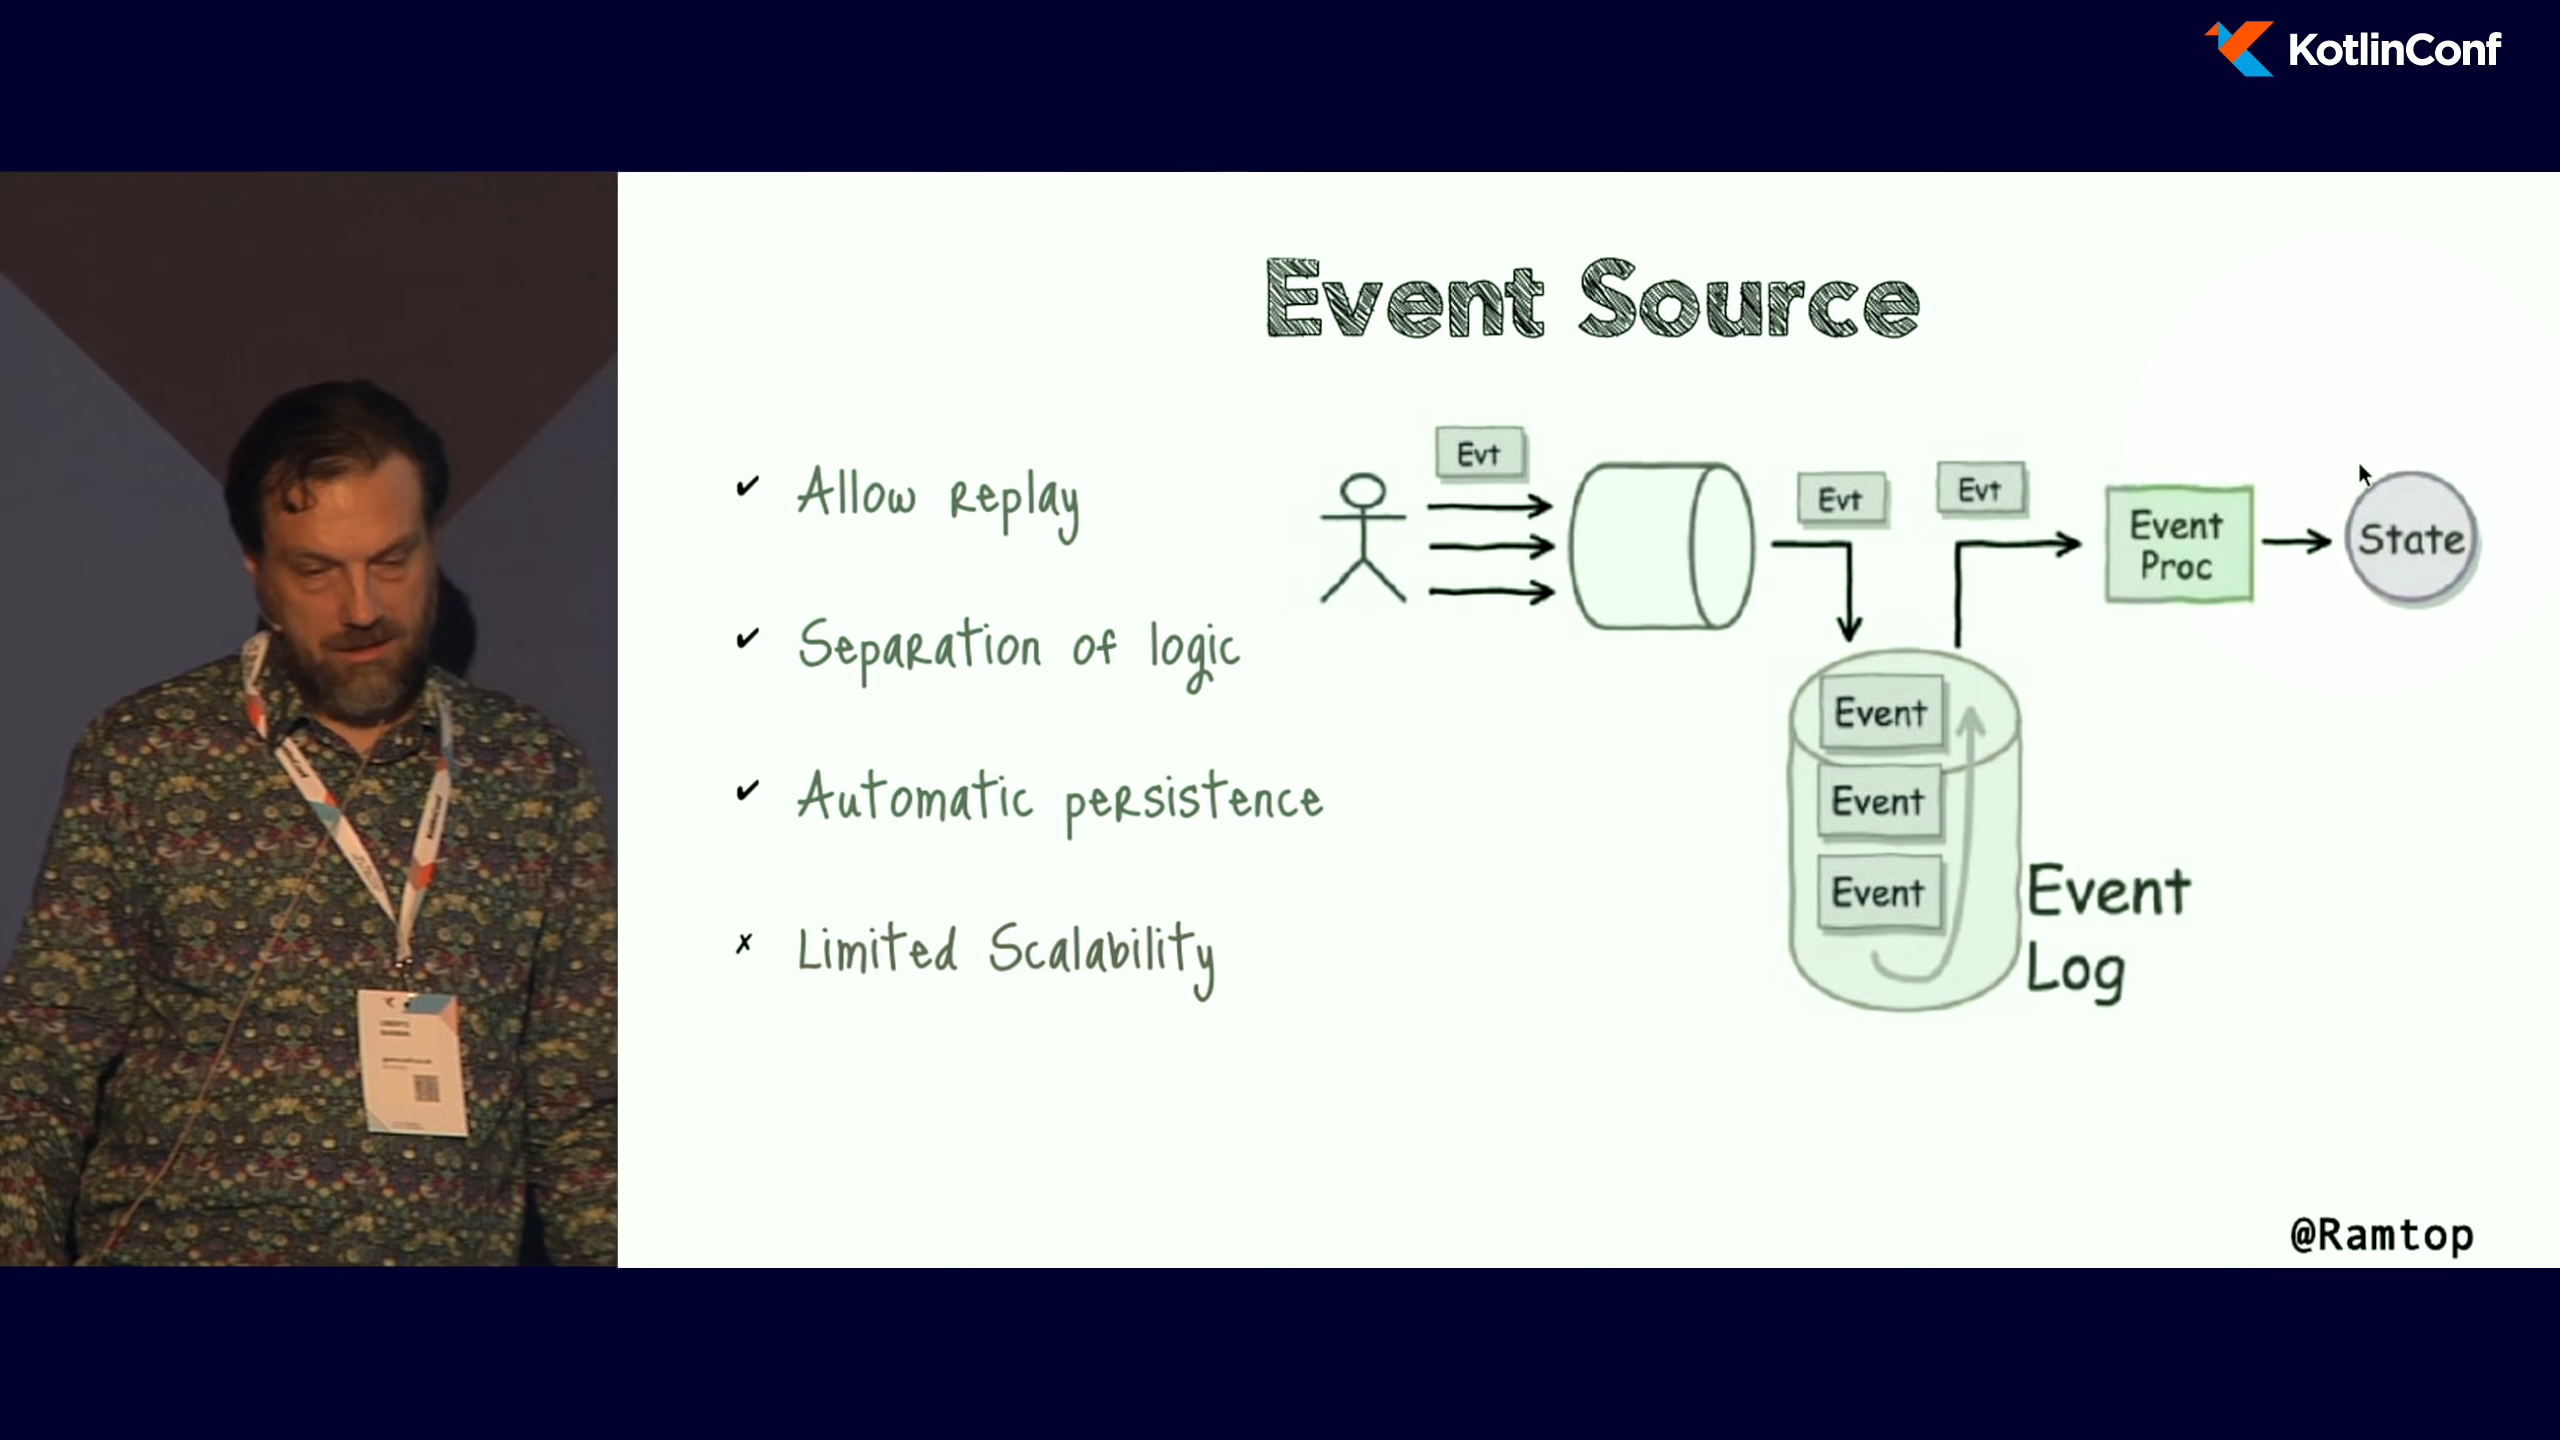 KotlinConf
Event Source
✔ Allow replay
✔ Separation of logic
✔ Automatic persistence
✗ Limited Scalability
Evt
Evt
Evt
Event
Proc
State
Event
Event
Event
Event
Log
@Ramtop